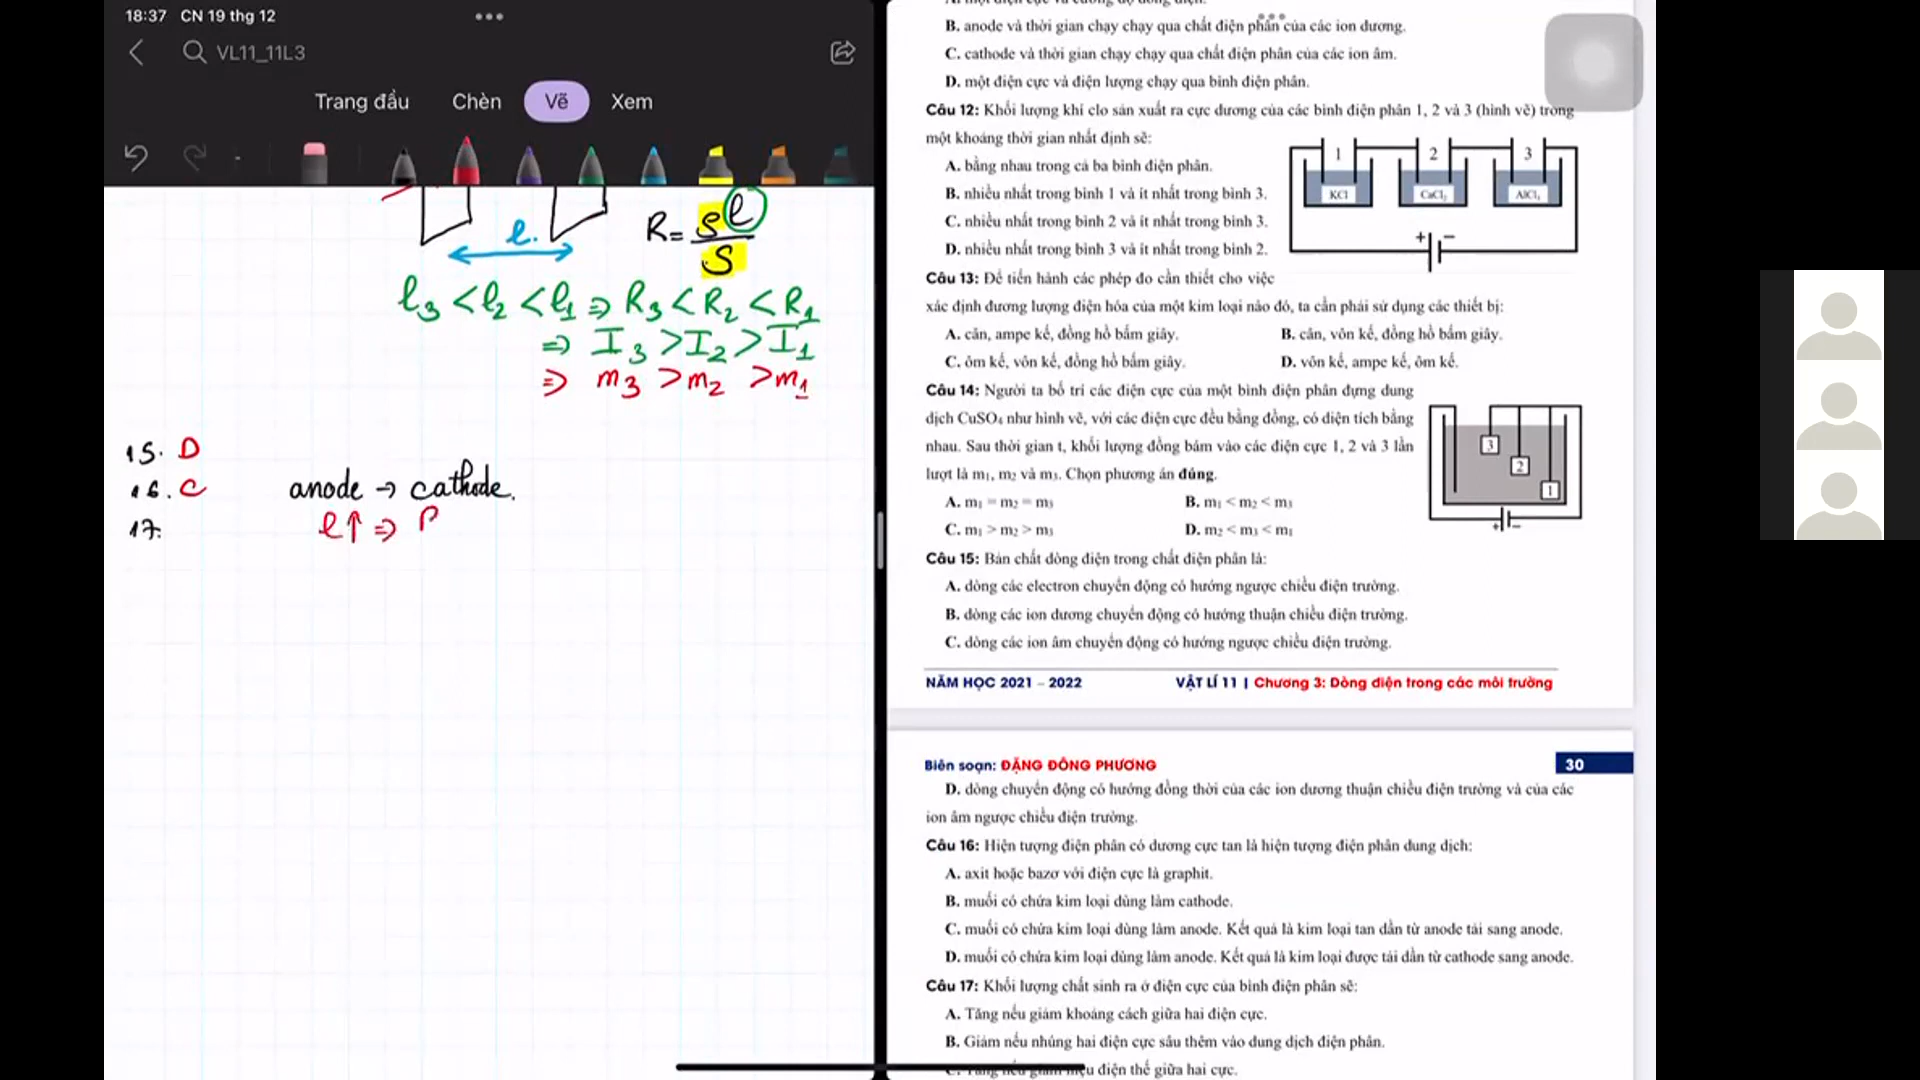 18:37 CN 19 thg 12
VL11_11L3
Trang đầu Chèn Vẽ Xem
l.
R = ρl / S
l₃ < l₂ < l₁ ⇒ R₃ < R₂ < R₁
⇒ I₃ > I₂ > I₁
⇒ m₃ > m₂ > m₁
15. D
16. C
anode → cathode.
17.
l↑ ⇒
B. anode và thời gian chạy chạy qua chất điện phân của các ion dương.
C. cathode và thời gian chạy chạy qua chất điện phân của các ion âm.
D. một điện cực và điện lượng chạy qua bình điện phân.
Câu 12: Khối lượng khí clo sản xuất ra cực dương của các bình điện phân 1, 2 và 3 (hình vẽ) trong
một khoảng thời gian nhất định sẽ:
A. bằng nhau trong cả ba bình điện phân.
B. nhiều nhất trong bình 1 và ít nhất trong bình 3.
C. nhiều nhất trong bình 2 và ít nhất trong bình 3.
D. nhiều nhất trong bình 3 và ít nhất trong bình 2.
1 2 3
KCl CaCl₂ AlCl₃
+ −
Câu 13: Để tiến hành các phép đo cần thiết cho việc
xác định đương lượng điện hóa của một kim loại nào đó, ta cần phải sử dụng các thiết bị:
A. cân, ampe kế, đồng hồ bấm giây. B. cân, vôn kế, đồng hồ bấm giây.
C. ôm kế, vôn kế, đồng hồ bấm giây. D. vôn kế, ampe kế, ôm kế.
Câu 14: Người ta bố trí các điện cực của một bình điện phân đựng dung
dịch CuSO₄ như hình vẽ, với các điện cực đều bằng đồng, có diện tích bằng
nhau. Sau thời gian t, khối lượng đồng bám vào các điện cực 1, 2 và 3 lần
lượt là m₁, m₂ và m₃. Chọn phương án đúng.
A. m₁ = m₂ = m₃ B. m₁ < m₂ < m₃
C. m₁ > m₂ > m₃ D. m₂ < m₃ < m₁
3
2
1
+ −
Câu 15: Bản chất dòng điện trong chất điện phân là:
A. dòng các electron chuyển động có hướng ngược chiều điện trường.
B. dòng các ion dương chuyển động có hướng thuận chiều điện trường.
C. dòng các ion âm chuyển động có hướng ngược chiều điện trường.
NĂM HỌC 2021 – 2022 VẬT LÍ 11 | Chương 3: Dòng điện trong các môi trường
Biên soạn: ĐẶNG ĐÔNG PHƯƠNG 30
D. dòng chuyển động có hướng đồng thời của các ion dương thuận chiều điện trường và của các
ion âm ngược chiều điện trường.
Câu 16: Hiện tượng điện phân có dương cực tan là hiện tượng điện phân dung dịch:
A. axit hoặc bazơ với điện cực là graphit.
B. muối có chứa kim loại dùng làm cathode.
C. muối có chứa kim loại dùng làm anode. Kết quả là kim loại tan dần từ anode tải sang anode.
D. muối có chứa kim loại dùng làm anode. Kết quả là kim loại được tải dần từ cathode sang anode.
Câu 17: Khối lượng chất sinh ra ở điện cực của bình điện phân sẽ:
A. Tăng nếu giảm khoảng cách giữa hai điện cực.
B. Giảm nếu nhúng hai điện cực sâu thêm vào dung dịch điện phân.
điện thế giữa hai cực.